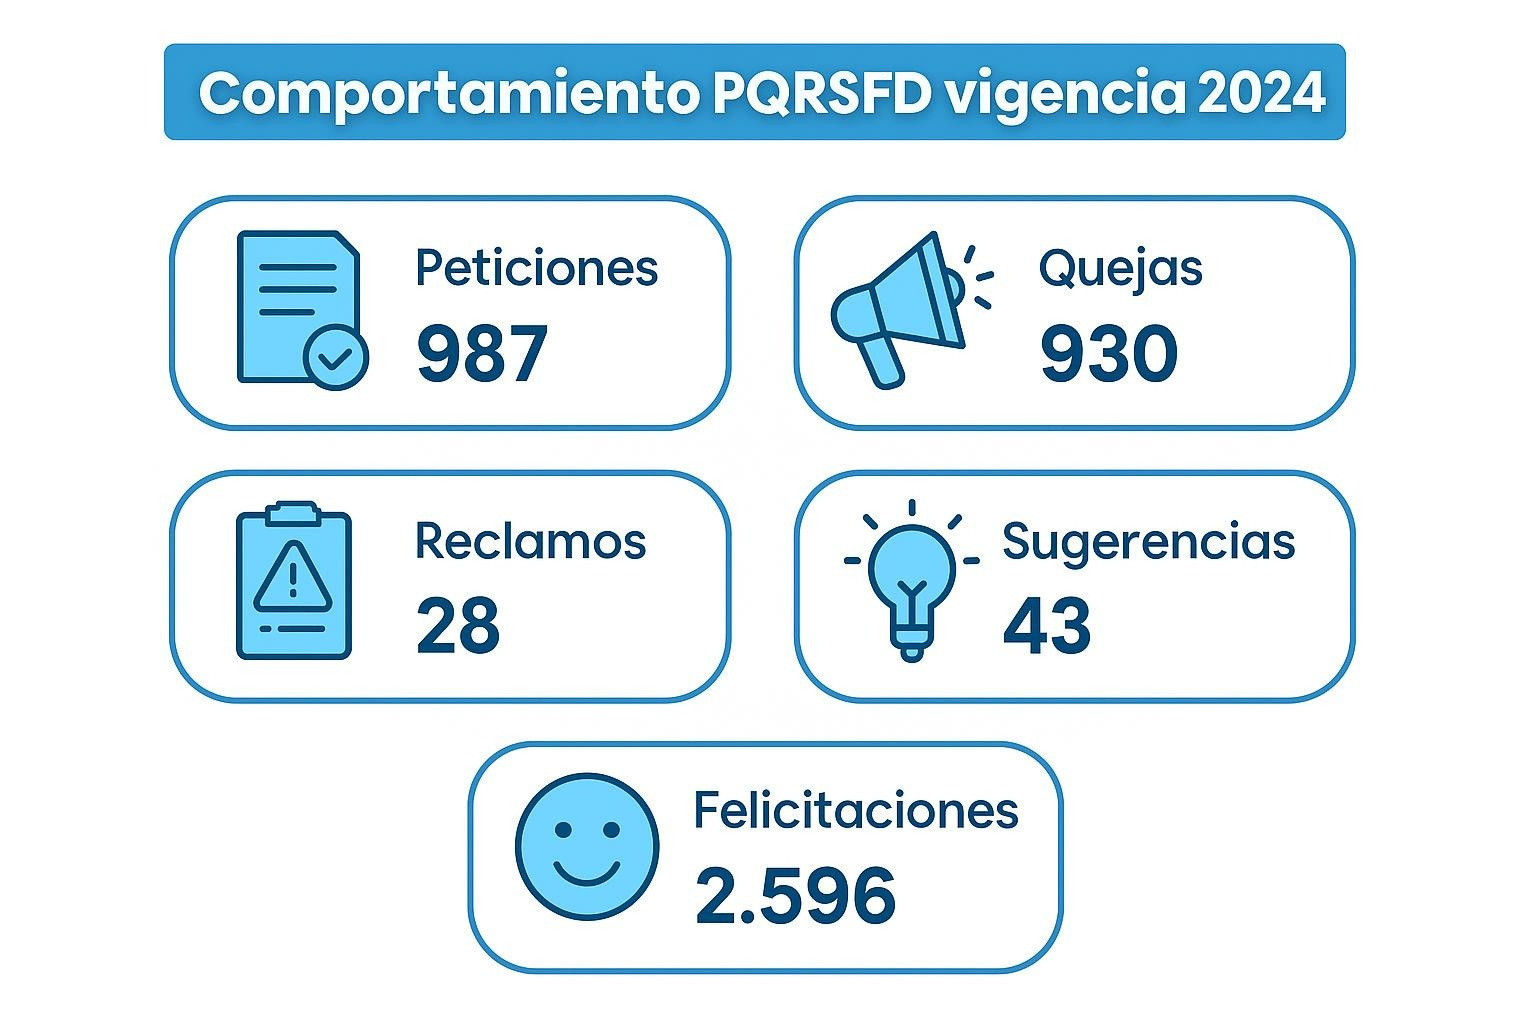 Comportamiento PQRSFD vigencia 2024
Peticiones
987
Quejas
930
Reclamos
28
Sugerencias
43
Felicitaciones
2.596